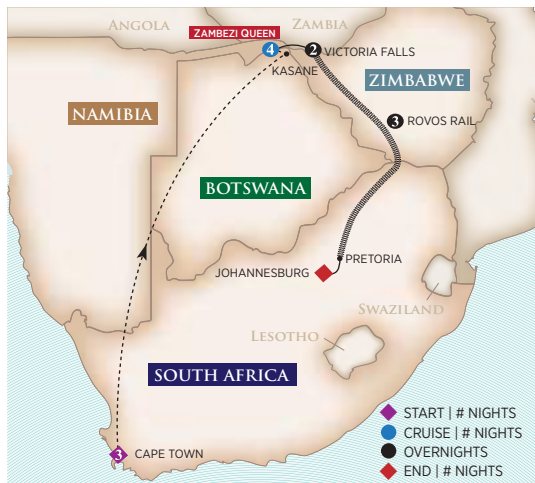 ANGOLA
ZAMBIA
ZAMBEZI QUEEN
4
2 VICTORIA FALLS
KASANE
ZIMBABWE
NAMIBIA
3 ROVOS RAIL
BOTSWANA
PRETORIA
JOHANNESBURG
SWAZILAND
LESOTHO
SOUTH AFRICA
3 CAPE TOWN
START | # NIGHTS
CRUISE | # NIGHTS
OVERNIGHTS
END | # NIGHTS